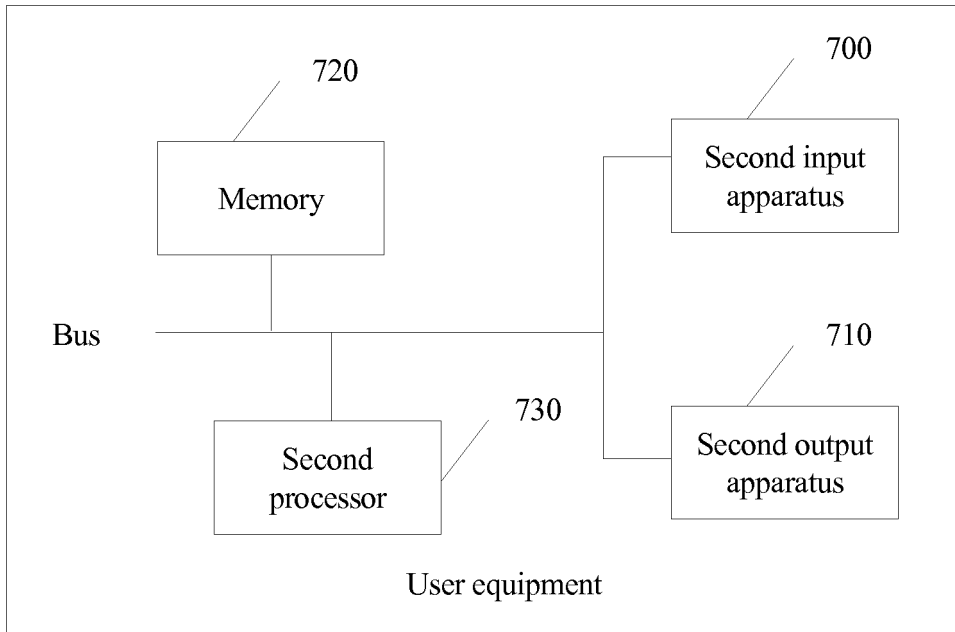 720
700
Memory
Second input
apparatus
Bus
710
730
Second
processor
Second output
apparatus
User equipment